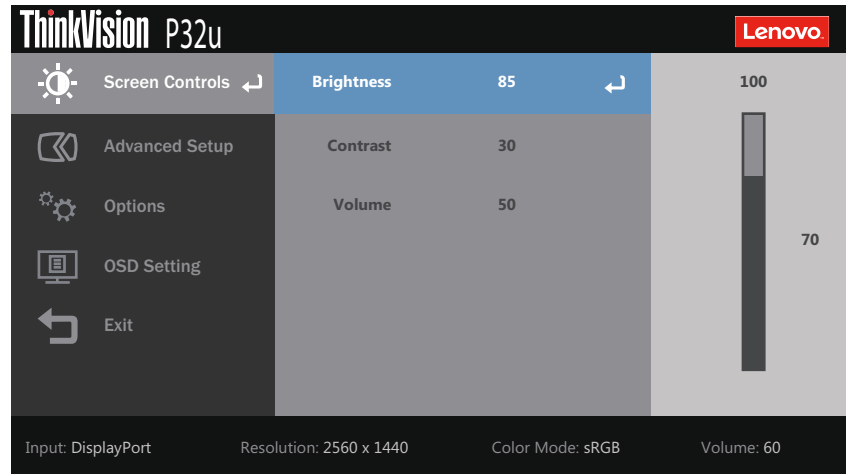 ThinkVision P32u Lenovo.
Screen Controls Brightness 85 100
Advanced Setup Contrast 30
Options Volume 50
70
OSD Setting
Exit
Input: DisplayPort Resolution: 2560 x 1440 Color Mode: sRGB Volume: 60